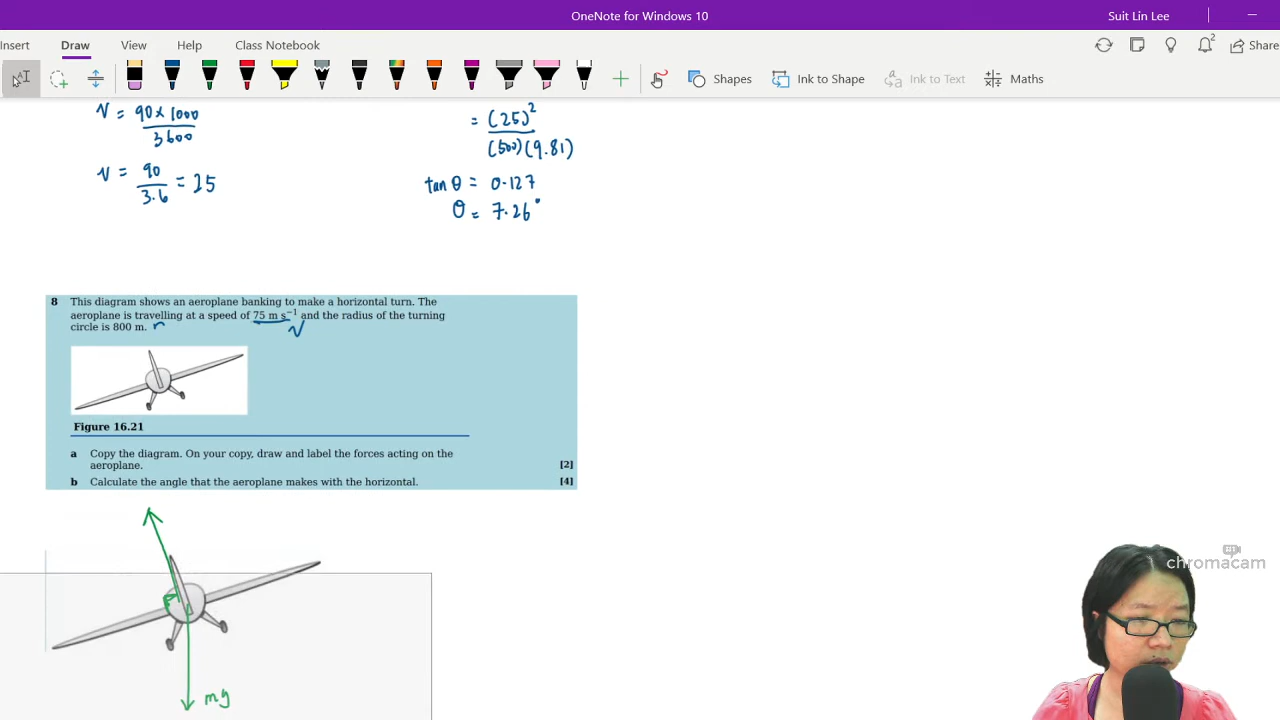 OneNote for Windows 10
Suit Lin Lee
Insert
Draw
View
Help
Class Notebook
2
Share
Shapes
Ink to Shape
Ink to Text
Maths
v = 90 x 1000
3600
v = 90
3.6
= 25
= (25)²
(500)(9.81)
tan θ = 0.127
θ = 7.26°
8 This diagram shows an aeroplane banking to make a horizontal turn. The
aeroplane is travelling at a speed of 75 m s⁻¹ and the radius of the turning
circle is 800 m. r
v
Figure 16.21
a Copy the diagram. On your copy, draw and label the forces acting on the
aeroplane. [2]
b Calculate the angle that the aeroplane makes with the horizontal. [4]
mg
chromacam